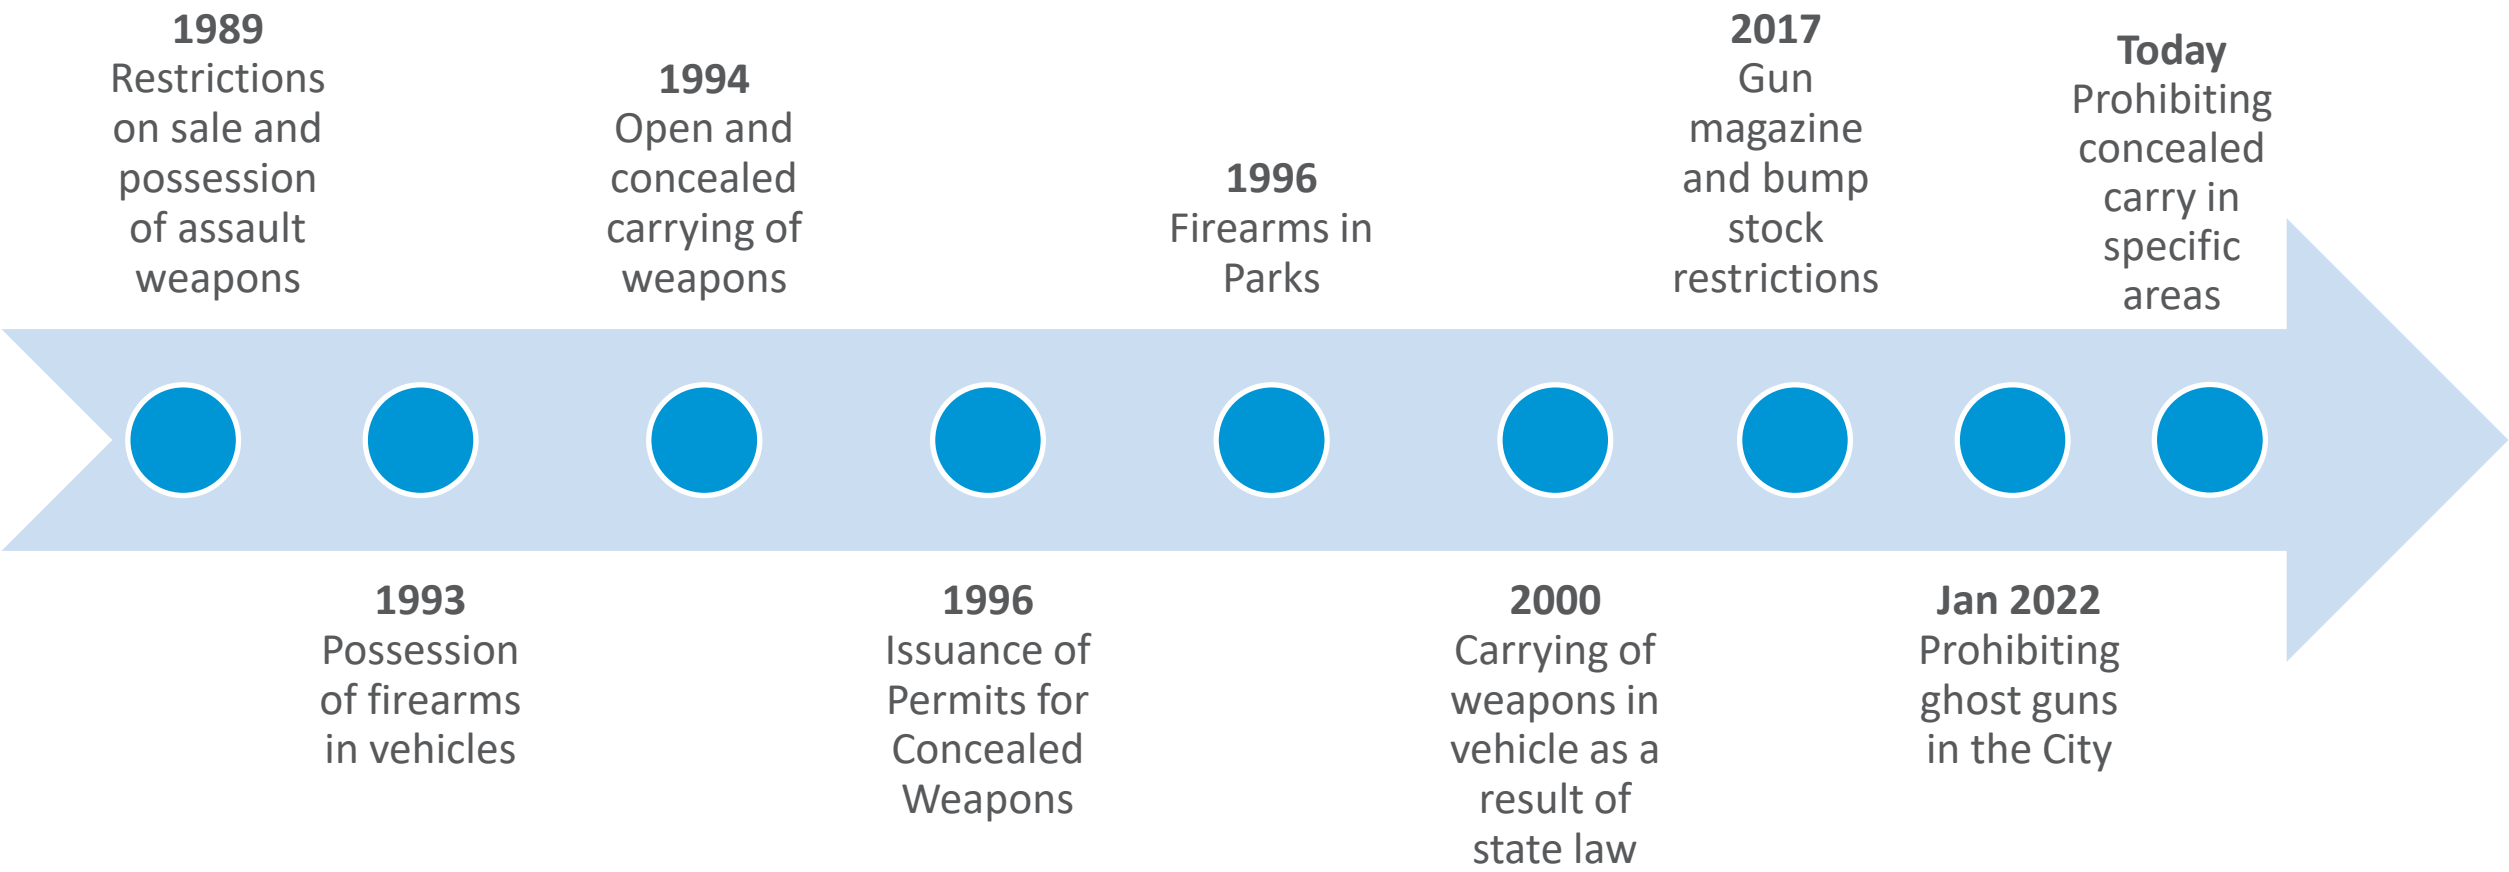 1989
Restrictions
on sale and
possession
of assault
weapons
1993
Possession
of firearms
in vehicles
1994
Open and
concealed
carrying of
weapons
1996
Issuance of
Permits for
Concealed
Weapons
1996
Firearms in
Parks
2000
Carrying of
weapons in
vehicle as a
result of
state law
2017
Gun
magazine
and bump
stock
restrictions
Jan 2022
Prohibiting
ghost guns
in the City
Today
Prohibiting
concealed
carry in
specific
areas